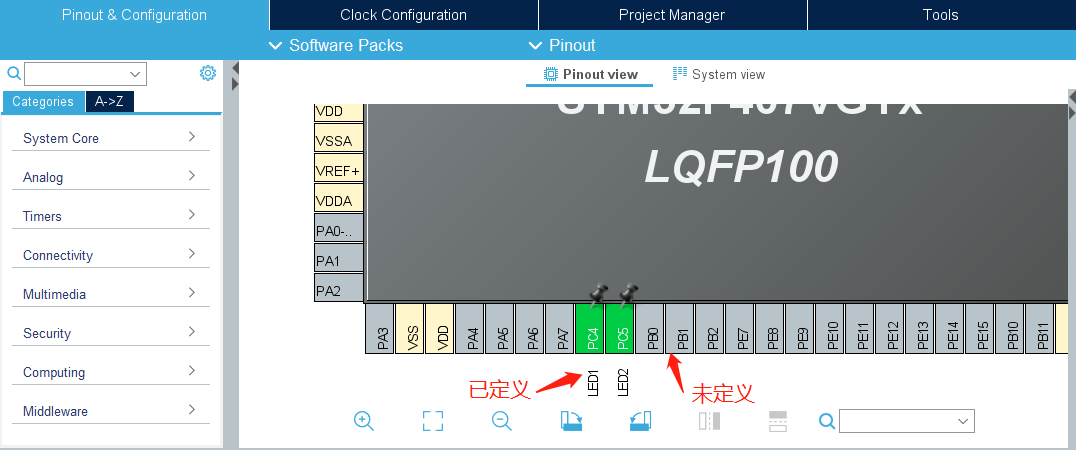 Pinout & Configuration
Clock Configuration
Project Manager
Tools
Software Packs
Pinout
Pinout view
System view
Categories
A->Z
System Core
Analog
Timers
Connectivity
Multimedia
Security
Computing
Middleware
LQFP100
VDD
VSSA
VREF+
VDDA
PA0-..
PA1
PA2
PA3
VSS
VDD
PA4
PA5
PA6
PA7
PC4
PC5
PB0
PB1
PB2
PE7
PE8
PE9
PE10
PE11
PE12
PE13
PE14
PE15
PB10
PB11
已定义
LED1
LED2
未定义